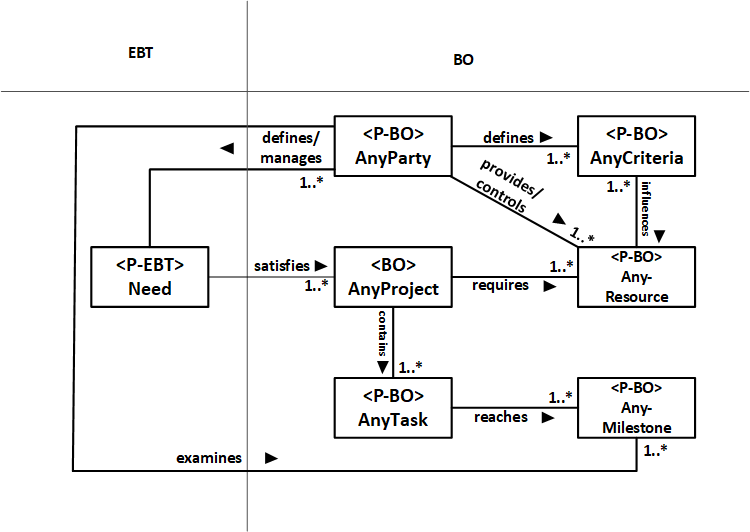 EBT
BO
<P-BO>
AnyParty
defines/
manages
1..*
defines
1..*
<P-BO>
AnyCriteria
1..*
provides/
controls
1..*
influences
<P-EBT>
Need
satisfies
1..*
<BO>
AnyProject
requires
1..*
<P-BO>
Any-
Resource
contains
1..*
<P-BO>
AnyTask
reaches
1..*
<P-BO>
Any-
Milestone
1..*
examines